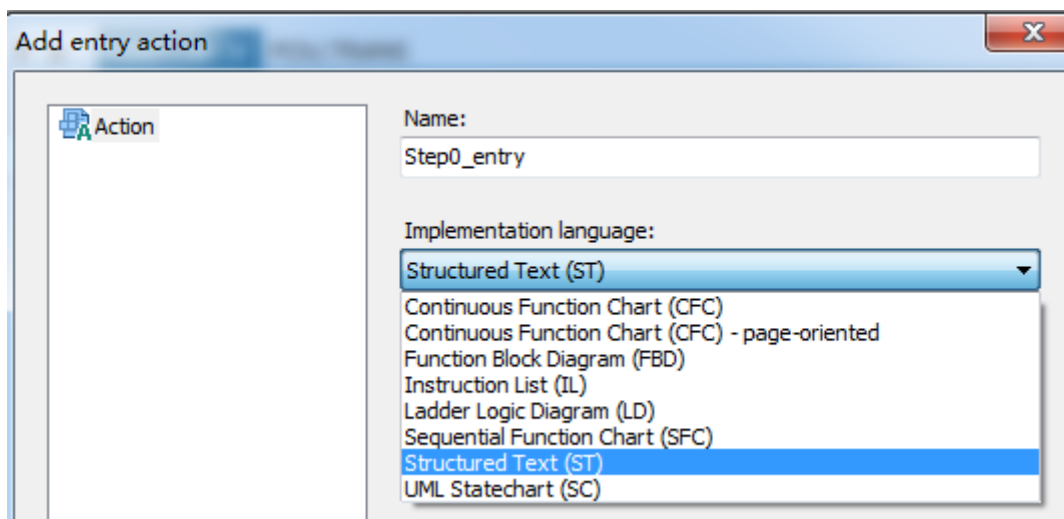 Add entry action
Action
Name:
Step0_entry
Implementation language:
Structured Text (ST)
Continuous Function Chart (CFC)
Continuous Function Chart (CFC) - page-oriented
Function Block Diagram (FBD)
Instruction List (IL)
Ladder Logic Diagram (LD)
Sequential Function Chart (SFC)
Structured Text (ST)
UML Statechart (SC)